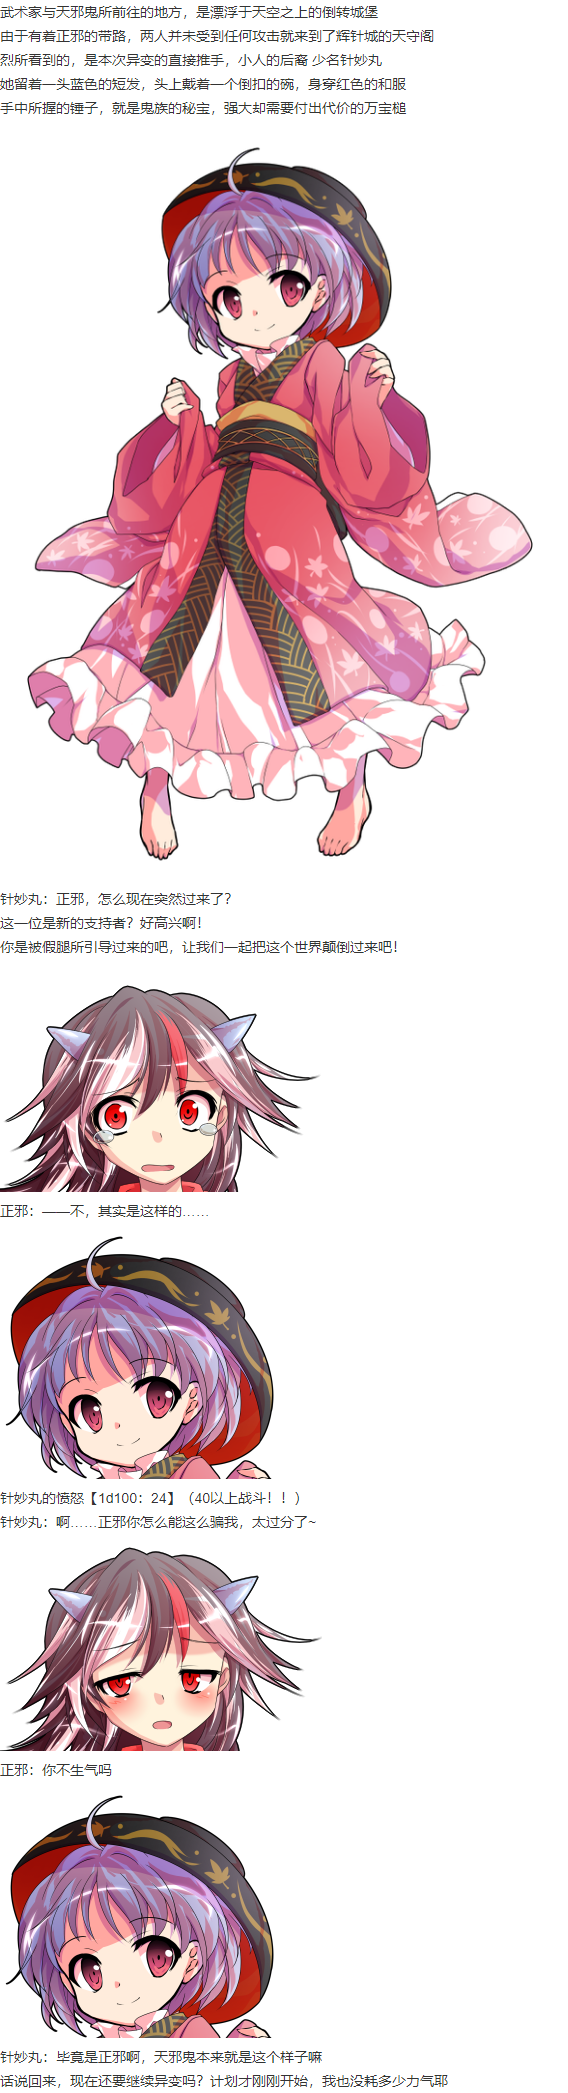 武术家与天邪鬼所前往的地方，是漂浮于天空之上的倒转城堡
由于有着正邪的带路，两人并未受到任何攻击就来到了辉针城的天守阁
烈所看到的，是本次异变的直接推手，小人的后裔 少名针妙丸
她留着一头蓝色的短发，头上戴着一个倒扣的碗，身穿红色的和服
手中所握的锤子，就是鬼族的秘宝，强大却需要付出代价的万宝槌
针妙丸：正邪，怎么现在突然过来了？
这一位是新的支持者？好高兴啊！
你是被假腿所引导过来的吧，让我们一起把这个世界颠倒过来吧！
正邪：——不，其实是这样的……
针妙丸的愤怒【1d100：24】（40以上战斗！！）
针妙丸：啊……正邪你怎么能这么骗我，太过分了~
正邪：你不生气吗
针妙丸：毕竟是正邪啊，天邪鬼本来就是这个样子嘛
话说回来，现在还要继续异变吗？计划才刚刚开始，我也没耗多少力气耶